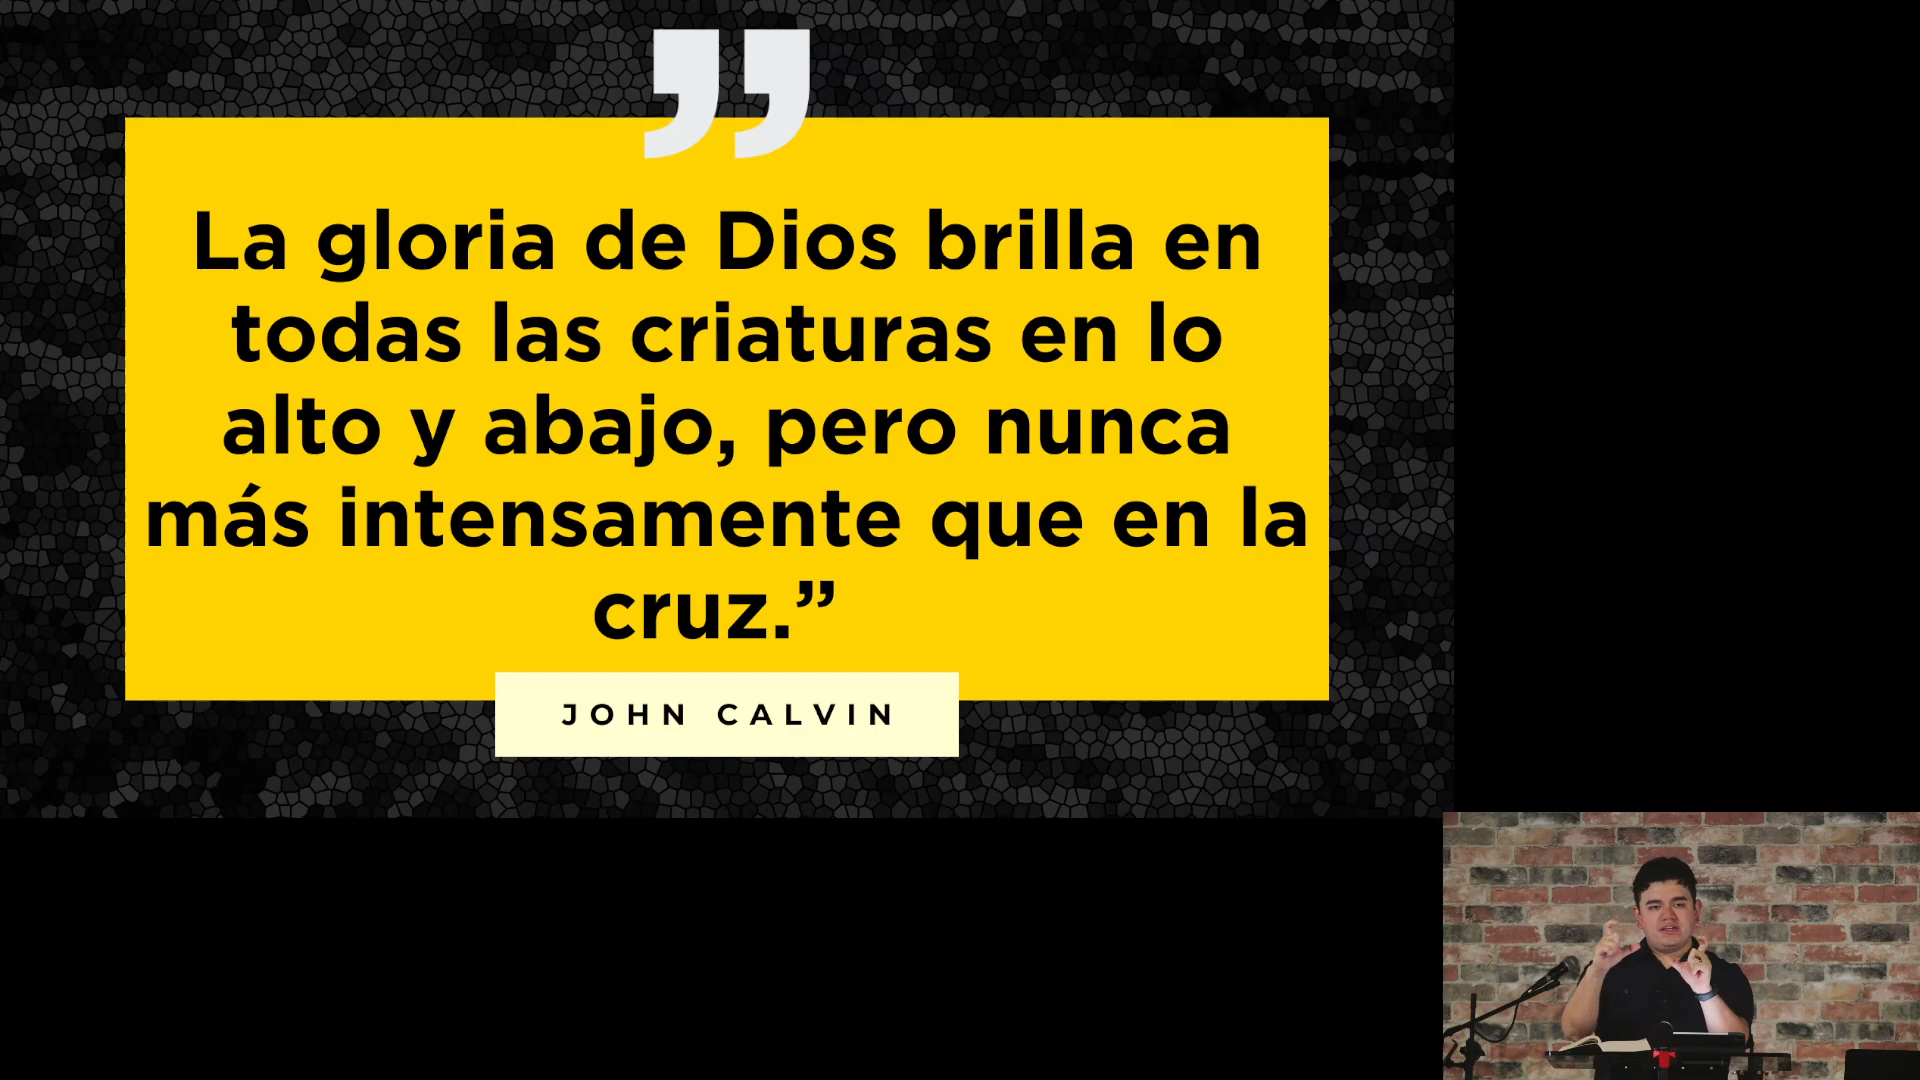 ”
La gloria de Dios brilla en
todas las criaturas en lo
alto y abajo, pero nunca
más intensamente que en la
cruz.”
JOHN CALVIN